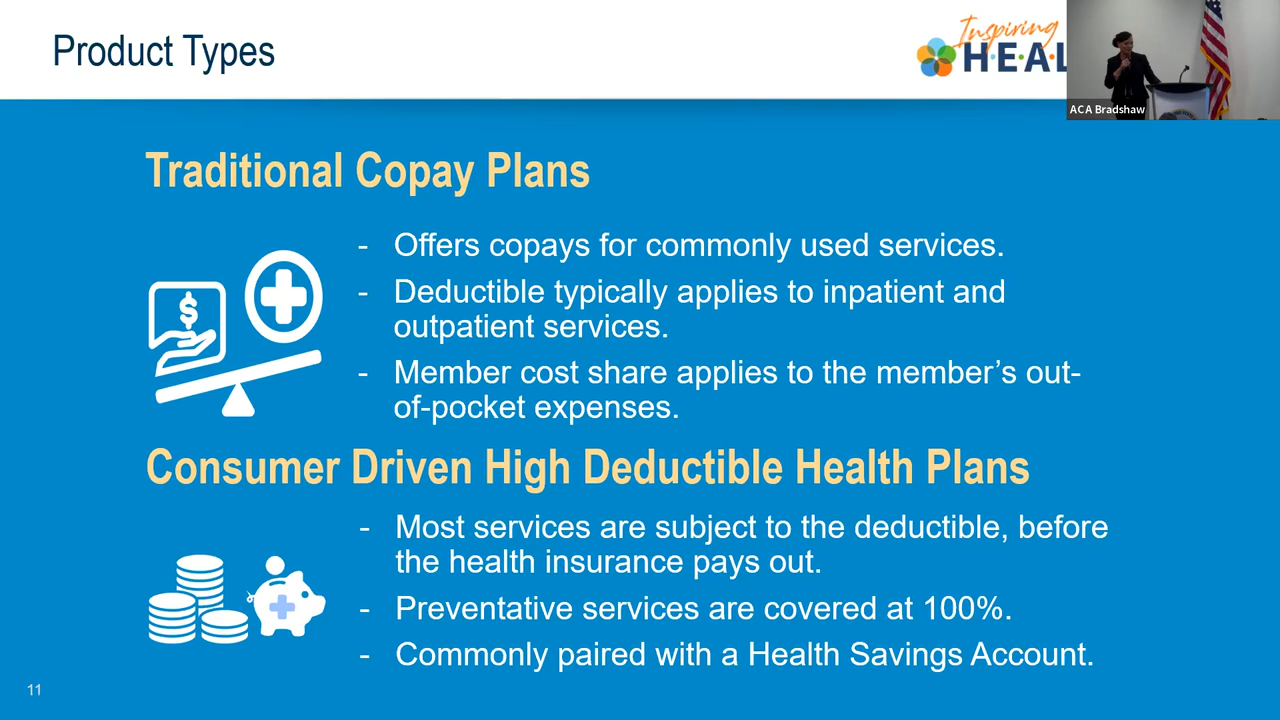 Product Types
Inspiring
H·E·A·L
ACA Bradshaw
Traditional Copay Plans
- Offers copays for commonly used services.
- Deductible typically applies to inpatient and
outpatient services.
- Member cost share applies to the member’s out-
of-pocket expenses.
Consumer Driven High Deductible Health Plans
- Most services are subject to the deductible, before
the health insurance pays out.
- Preventative services are covered at 100%.
- Commonly paired with a Health Savings Account.
11